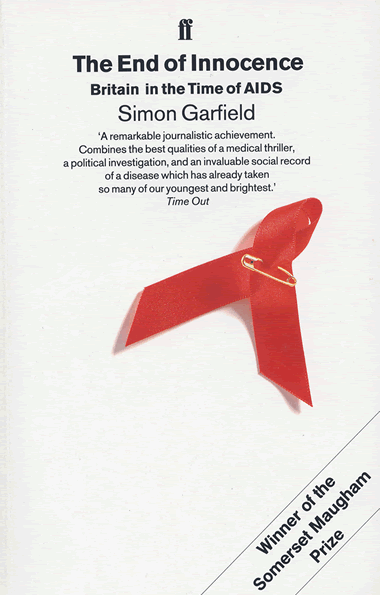 ff
The End of Innocence
Britain in the Time of AIDS
Simon Garfield
'A remarkable journalistic achievement.
Combines the best qualities of a medical thriller,
a political investigation, and an invaluable social record
of a disease which has already taken
so many of our youngest and brightest.'
Time Out
Winner of the
Somerset Maugham
Prize